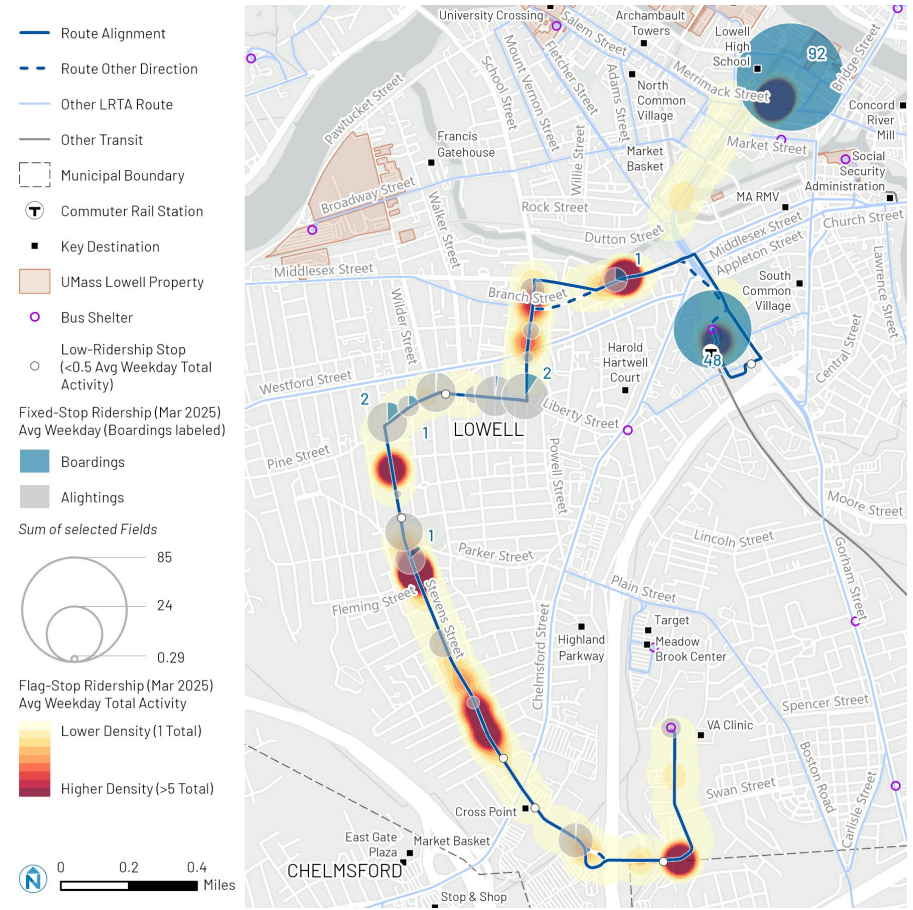 Route Alignment
Route Other Direction
Other LRTA Route
Other Transit
Municipal Boundary
Commuter Rail Station
Key Destination
UMass Lowell Property
Bus Shelter
Low-Ridership Stop
(<0.5 Avg Weekday Total
Activity)
Fixed-Stop Ridership (Mar 2025)
Avg Weekday (Boardings labeled)
Boardings
Alightings
Sum of selected Fields
85
24
0.29
Flag-Stop Ridership (Mar 2025)
Avg Weekday Total Activity
Lower Density (1 Total)
Higher Density (>5 Total)
N
0 0.2 0.4
Miles
University Crossing
Archambault
Towers
Lowell
High
School
92
Salem Street
Bridge Street
Merrimack Street
Fletcher Street
Mount Vernon Street
School Street
Adams Street
North
Common
Village
Concord
River
Mill
Pawtucket Street
Francis
Gatehouse
Market Street
Market
Basket
Willie Street
Social
Security
Administration
Broadway Street
Walker Street
MA RMV
Rock Street
Church Street
Dutton Street
Middlesex Street
Appleton Street
Middlesex Street
1
Branch Street
South
Common
Village
Lawrence Street
Wilder Street
Harold
Hartwell
Court
48
T
Central Street
Westford Street
2
2
Liberty Street
1
LOWELL
Pine Street
Powell Street
Moore Street
1
Parker Street
Lincoln Street
Gorham Street
Plain Street
Fleming Street
Stevens Street
Chelmsford Street
Highland
Parkway
Target
Meadow
Brook Center
Spencer Street
VA Clinic
Boston Road
Swan Street
Carlisle Street
Cross Point
East Gate
Plaza
Market Basket
CHELMSFORD
Stop & Shop